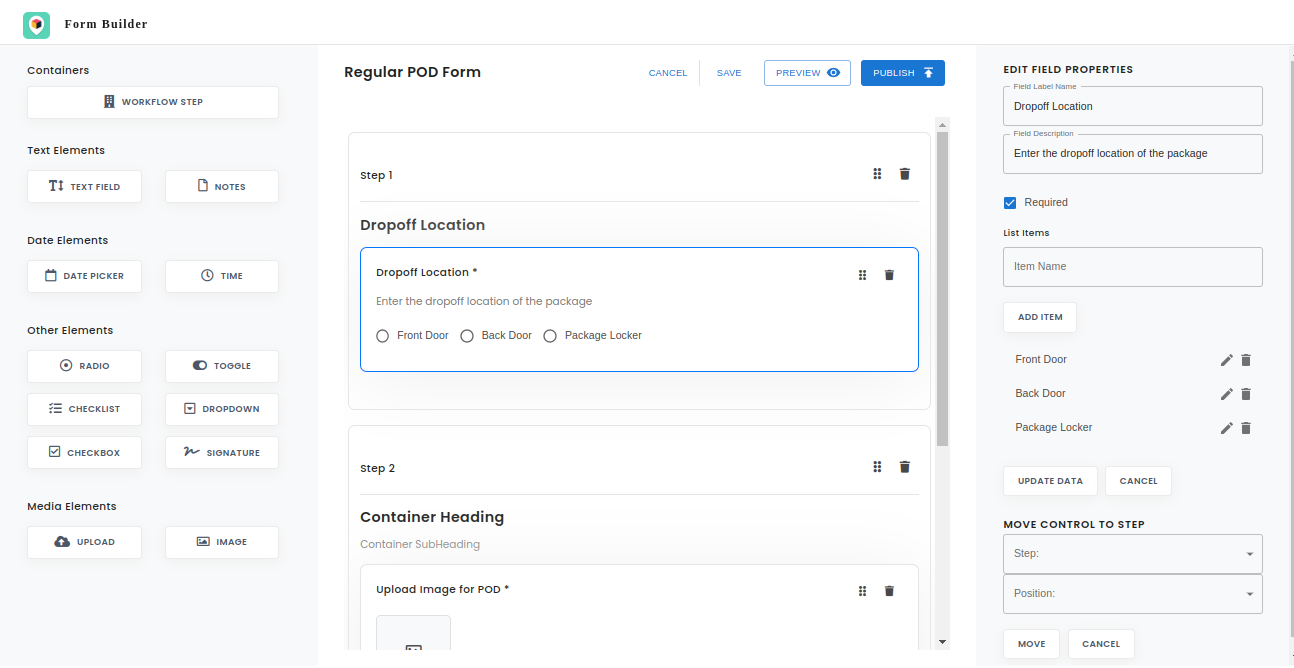 Form Builder
Containers
WORKFLOW STEP
Text Elements
TEXT FIELD
NOTES
Date Elements
DATE PICKER
TIME
Other Elements
RADIO
TOGGLE
CHECKLIST
DROPDOWN
CHECKBOX
SIGNATURE
Media Elements
UPLOAD
IMAGE
Regular POD Form
CANCEL
SAVE
PREVIEW
PUBLISH
Step 1
Dropoff Location
Dropoff Location *
Enter the dropoff location of the package
Front Door Back Door Package Locker
Step 2
Container Heading
Container SubHeading
Upload Image for POD *
EDIT FIELD PROPERTIES
Field Label Name
Dropoff Location
Field Description
Enter the dropoff location of the package
Required
List Items
Item Name
ADD ITEM
Front Door
Back Door
Package Locker
UPDATE DATA
CANCEL
MOVE CONTROL TO STEP
Step:
Position:
MOVE
CANCEL